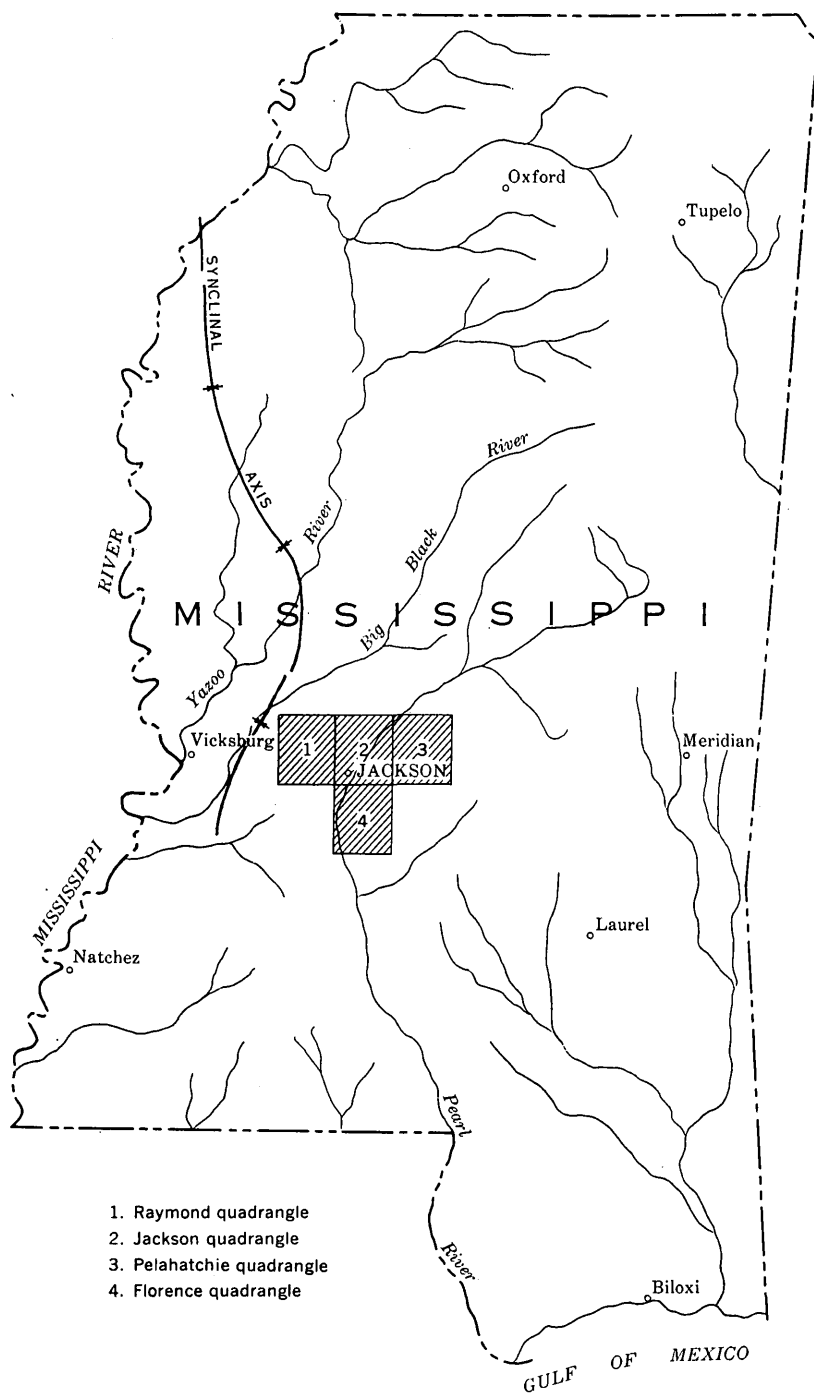 Oxford
Tupelo
SYNCLINAL
AXIS
River
River
Black
Big
RIVER
MISSISSIPPI
Yazoo
Vicksburg
1
2
3
JACKSON
4
Meridian
MISSISSIPPI
Natchez
Laurel
Pearl
River
1. Raymond quadrangle
2. Jackson quadrangle
3. Pelahatchie quadrangle
4. Florence quadrangle
Biloxi
GULF OF MEXICO